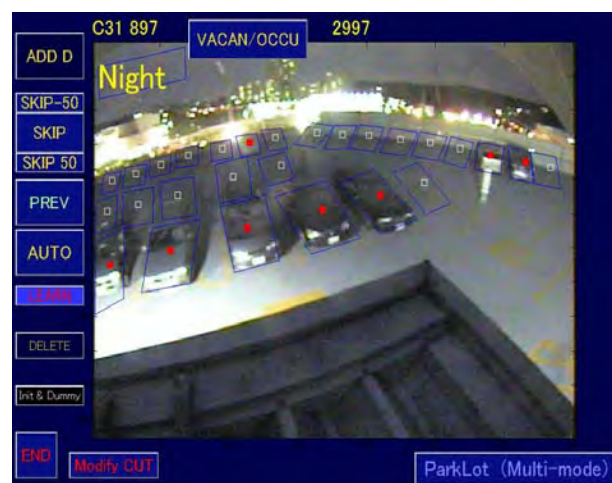 C31 897
VACAN/OCCU
2997
ADD D
Night
SKIP-50
SKIP
SKIP 50
PREV
AUTO
LEARN
DELETE
Init & Dummy
END
Modify CUT
ParkLot (Multi-mode)